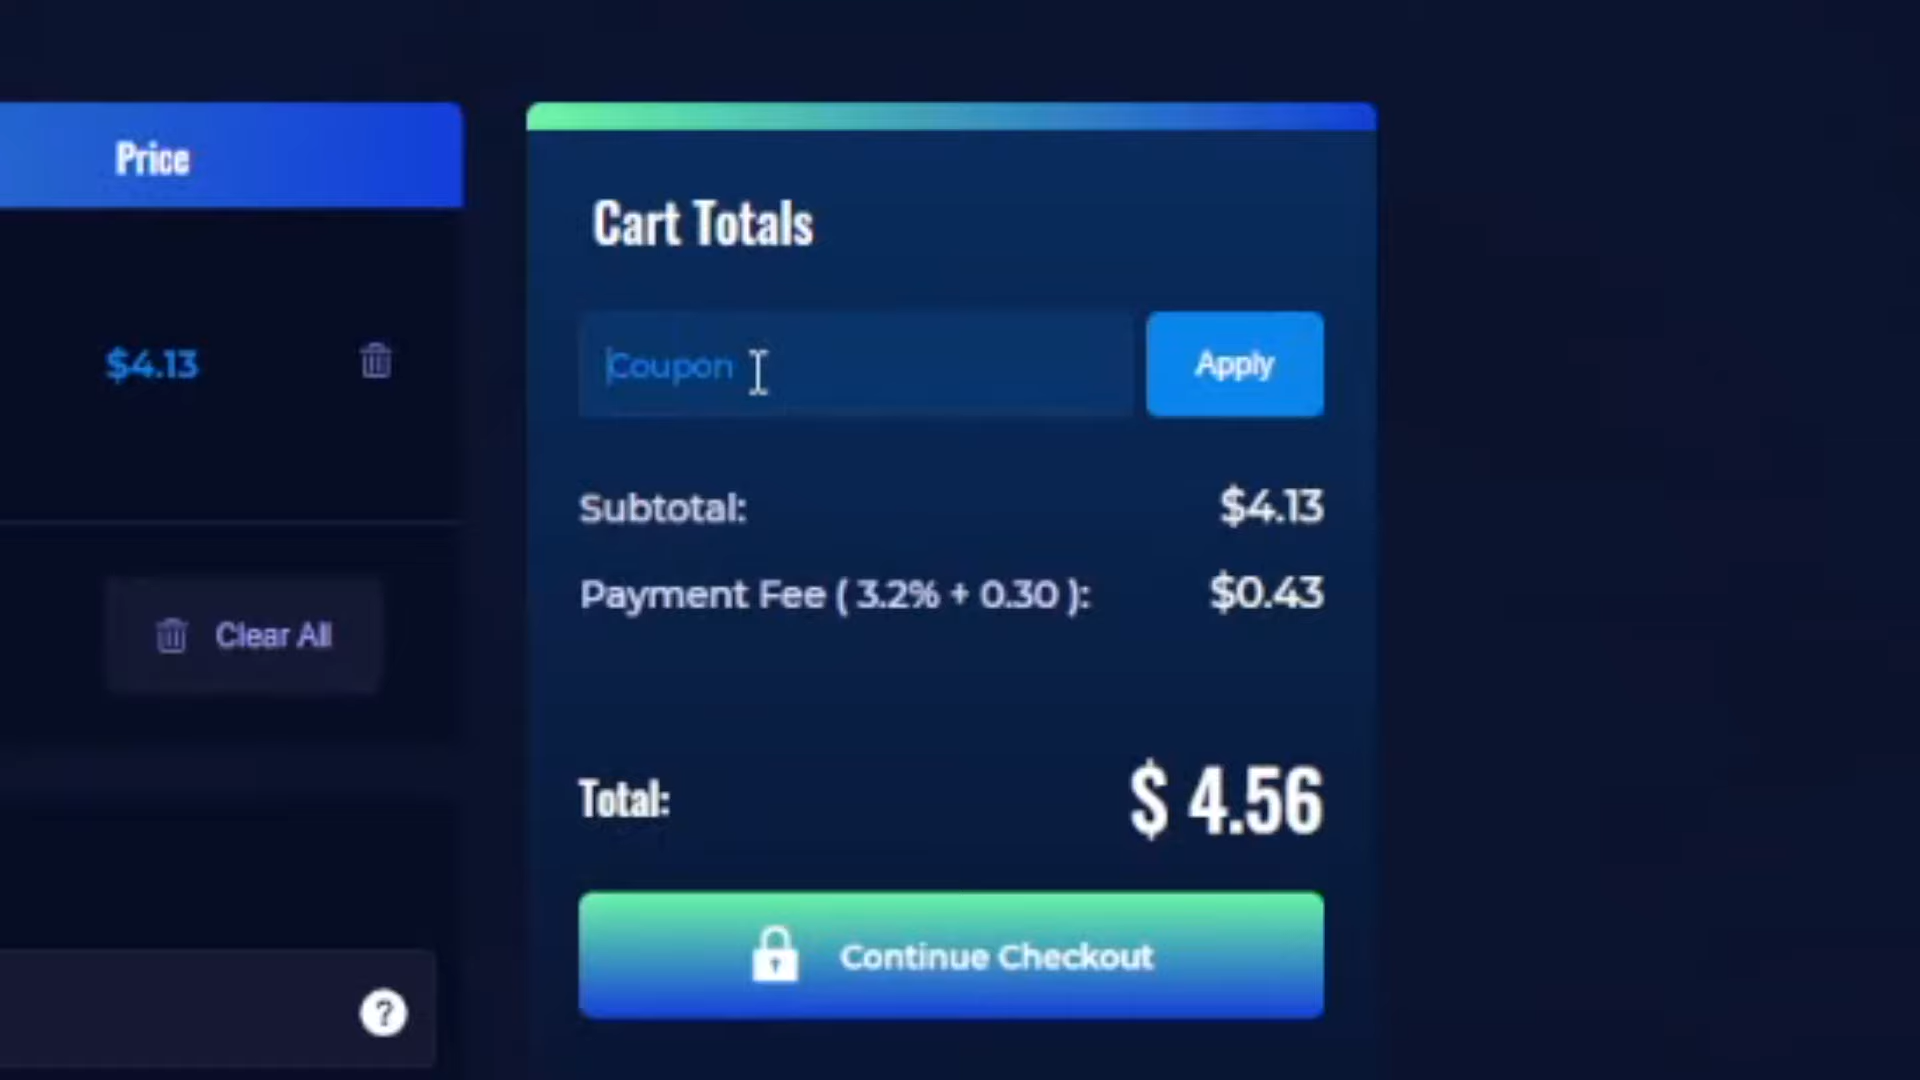 Price
$4.13
Clear All
?
Cart Totals
Coupon
Apply
Subtotal: $4.13
Payment Fee ( 3.2% + 0.30 ): $0.43
Total: $ 4.56
Continue Checkout